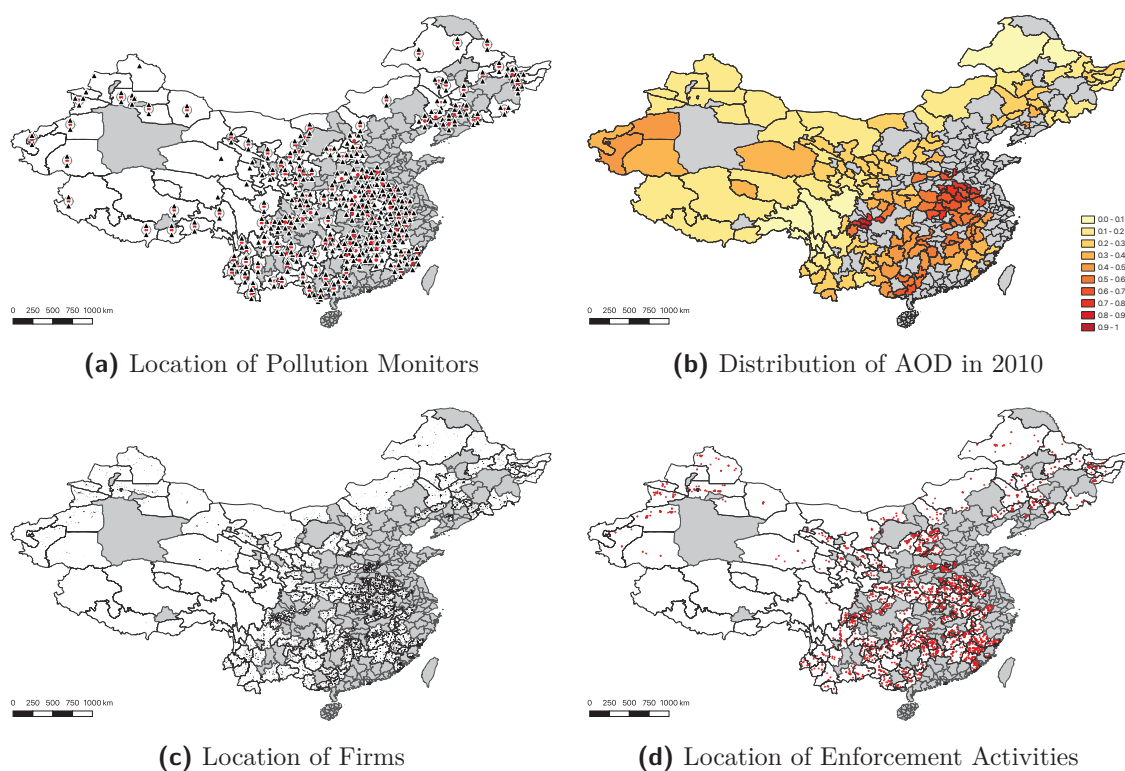 0 250 500 750 1000 km
(a) Location of Pollution Monitors
0.0 - 0.1
0.1 - 0.2
0.2 - 0.3
0.3 - 0.4
0.4 - 0.5
0.5 - 0.6
0.6 - 0.7
0.7 - 0.8
0.8 - 0.9
0.9 - 1
0 250 500 750 1000 km
(b) Distribution of AOD in 2010
0 250 500 750 1000 km
(c) Location of Firms
0 250 500 750 1000 km
(d) Location of Enforcement Activities